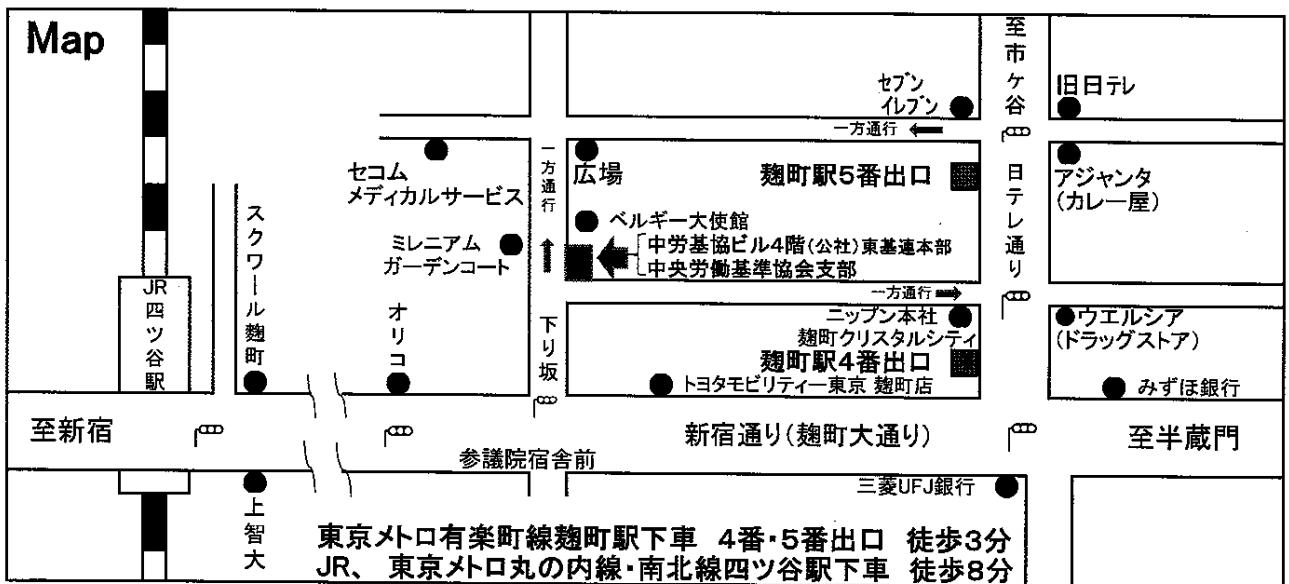 Map
至市ケ谷
セブン
イレブン
旧日テレ
一方通行
セコム
メディカルサービス
一方通行
広場
麹町駅5番出口
日テレ通り
アジャンタ
(カレー屋)
スクワール麹町
ミレニアム
ガーデンコート
ベルギー大使館
中労基協ビル4階(公社)東基連本部
中央労働基準協会支部
一方通行
JR四ツ谷駅
オリコ
下り坂
ニップン本社
麹町クリスタルシティ
麹町駅4番出口
トヨタモビリティー東京 麹町店
ウエルシア
(ドラッグストア)
みずほ銀行
至新宿
新宿通り(麹町大通り)
至半蔵門
参議院宿舎前
上智大
三菱UFJ銀行
東京メトロ有楽町線麹町駅下車 4番・5番出口 徒歩3分
JR、東京メトロ丸の内線・南北線四ツ谷駅下車 徒歩8分